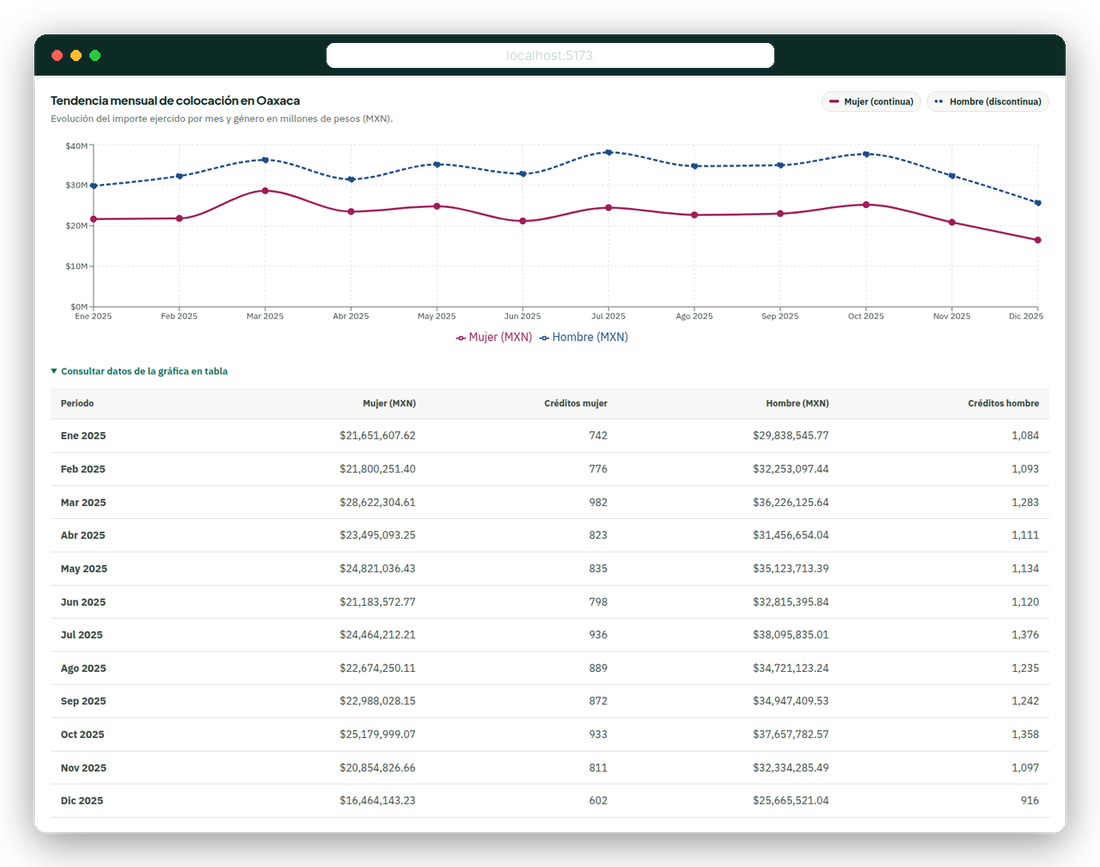 localhost:5173
Tendencia mensual de colocación en Oaxaca
Mujer (continua) Hombre (discontinua)
Evolución del importe ejercido por mes y género en millones de pesos (MXN).
$40M
$30M
$20M
$10M
$0M
Ene 2025 Feb 2025 Mar 2025 Abr 2025 May 2025 Jun 2025 Jul 2025 Ago 2025 Sep 2025 Oct 2025 Nov 2025 Dic 2025
Mujer (MXN) Hombre (MXN)
▼ Consultar datos de la gráfica en tabla
Periodo Mujer (MXN) Créditos mujer Hombre (MXN) Créditos hombre
Ene 2025 $21,651,607.62 742 $29,838,545.77 1,084
Feb 2025 $21,800,251.40 776 $32,253,097.44 1,093
Mar 2025 $28,622,304.61 982 $36,226,125.64 1,283
Abr 2025 $23,495,093.25 823 $31,456,654.04 1,111
May 2025 $24,821,036.43 835 $35,123,713.39 1,134
Jun 2025 $21,183,572.77 798 $32,815,395.84 1,120
Jul 2025 $24,464,212.21 936 $38,095,835.01 1,376
Ago 2025 $22,674,250.11 889 $34,721,123.24 1,235
Sep 2025 $22,988,028.15 872 $34,947,409.53 1,242
Oct 2025 $25,179,999.07 933 $37,657,782.57 1,358
Nov 2025 $20,854,826.66 811 $32,334,285.49 1,097
Dic 2025 $16,464,143.23 602 $25,665,521.04 916